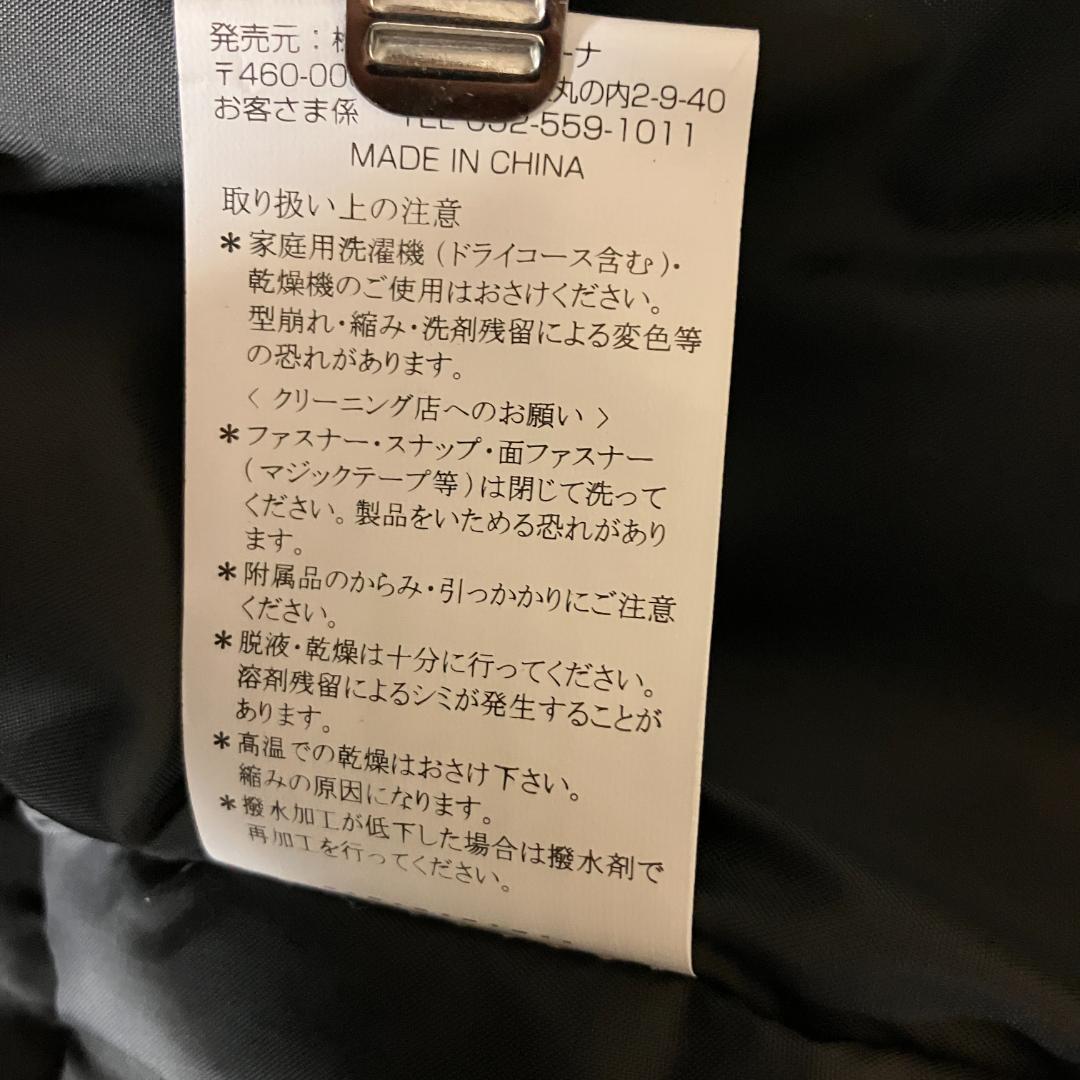 発売元：
ーナ
〒460-00
丸の内2-9-40
お客さま係
TEL 052-559-1011
MADE IN CHINA
取り扱い上の注意
＊家庭用洗濯機(ドライコース含む)・
乾燥機のご使用はおさけください。
型崩れ・縮み・洗剤残留による変色等
の恐れがあります。
〈 クリーニング店へのお願い 〉
＊ファスナー・スナップ・面ファスナー
(マジックテープ等)は閉じて洗って
ください。製品をいためる恐れがあり
ます。
＊附属品のからみ・引っかかりにご注意
ください。
＊脱液・乾燥は十分に行ってください。
溶剤残留によるシミが発生することが
あります。
＊高温での乾燥はおさけ下さい。
縮みの原因になります。
＊撥水加工が低下した場合は撥水剤で
再加工を行ってください。